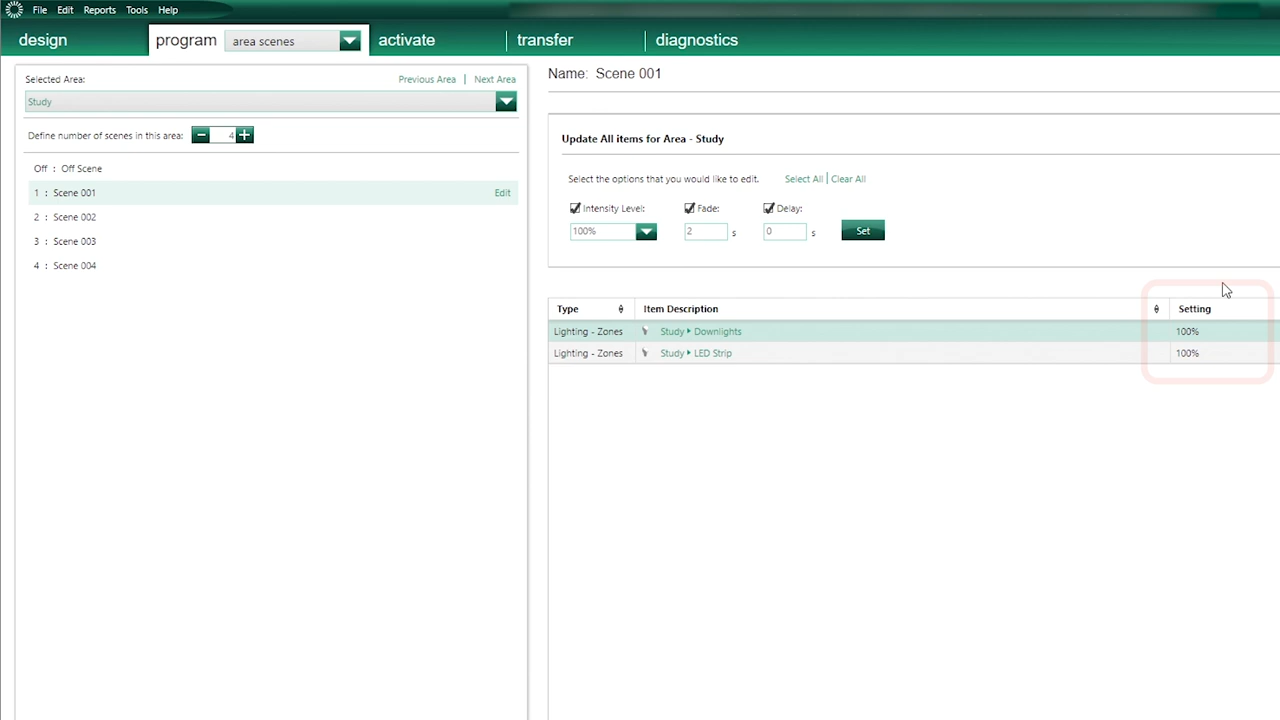 File Edit Reports Tools Help
design program area scenes activate transfer diagnostics
Selected Area: Previous Area | Next Area
Study
Define number of scenes in this area: 4
Off : Off Scene
1 : Scene 001 Edit
2 : Scene 002
3 : Scene 003
4 : Scene 004
Name: Scene 001
Update All items for Area - Study
Select the options that you would like to edit. Select All | Clear All
Intensity Level: Fade: Delay:
100% 2 s 0 s Set
Type Item Description Setting
Lighting - Zones Study Downlights 100%
Lighting - Zones Study LED Strip 100%